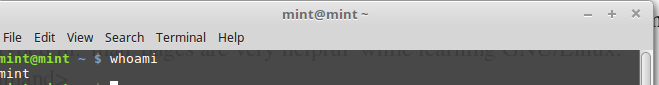 mint@mint ~
File Edit View Search Terminal Help
mint@mint ~ $ whoami
mint